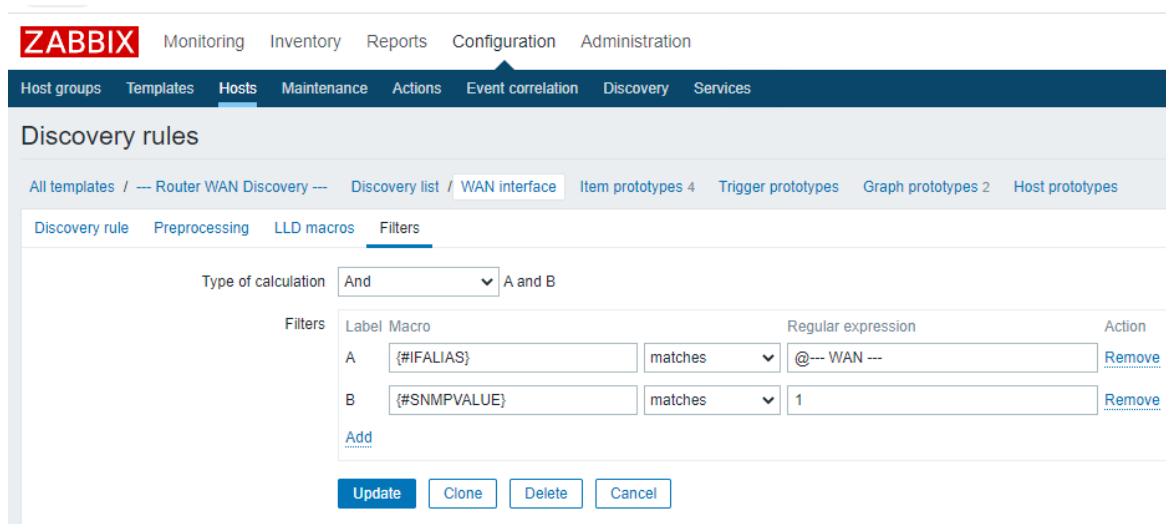 ZABBIX Monitoring Inventory Reports Configuration Administration
Host groups Templates Hosts Maintenance Actions Event correlation Discovery Services
Discovery rules
All templates / --- Router WAN Discovery --- Discovery list / WAN interface Item prototypes 4 Trigger prototypes Graph prototypes 2 Host prototypes
Discovery rule Preprocessing LLD macros Filters
Type of calculation And A and B
Filters Label Macro Regular expression Action
A {#IFALIAS} matches @--- WAN --- Remove
B {#SNMPVALUE} matches 1 Remove
Add
Update Clone Delete Cancel